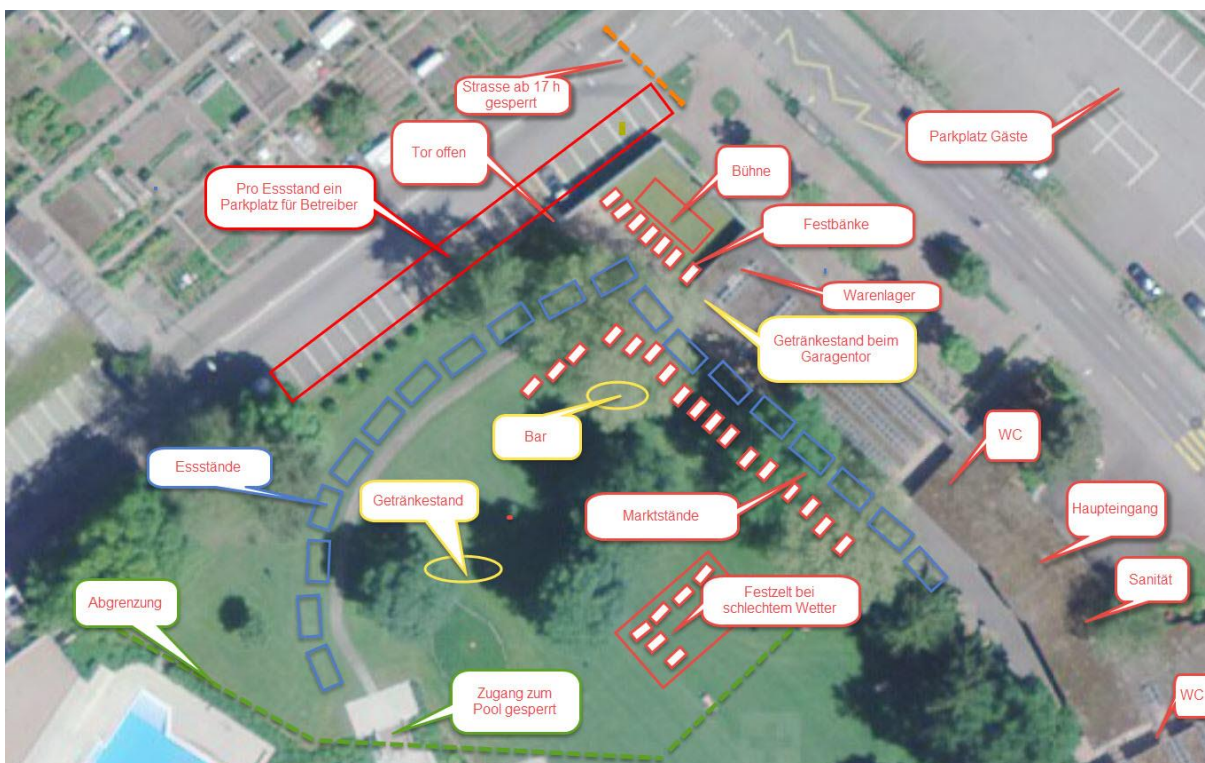 Strasse ab 17 h
gesperrt
Parkplatz Gäste
Tor offen
Bühne
Pro Essstand ein
Parkplatz für Betreiber
Festbänke
Warenlager
Getränkestand beim
Garagentor
Bar
WC
Essstände
Getränkestand
Marktstände
Haupteingang
Festzelt bei
schlechtem Wetter
Sanität
Abgrenzung
Zugang zum
Pool gesperrt
WC